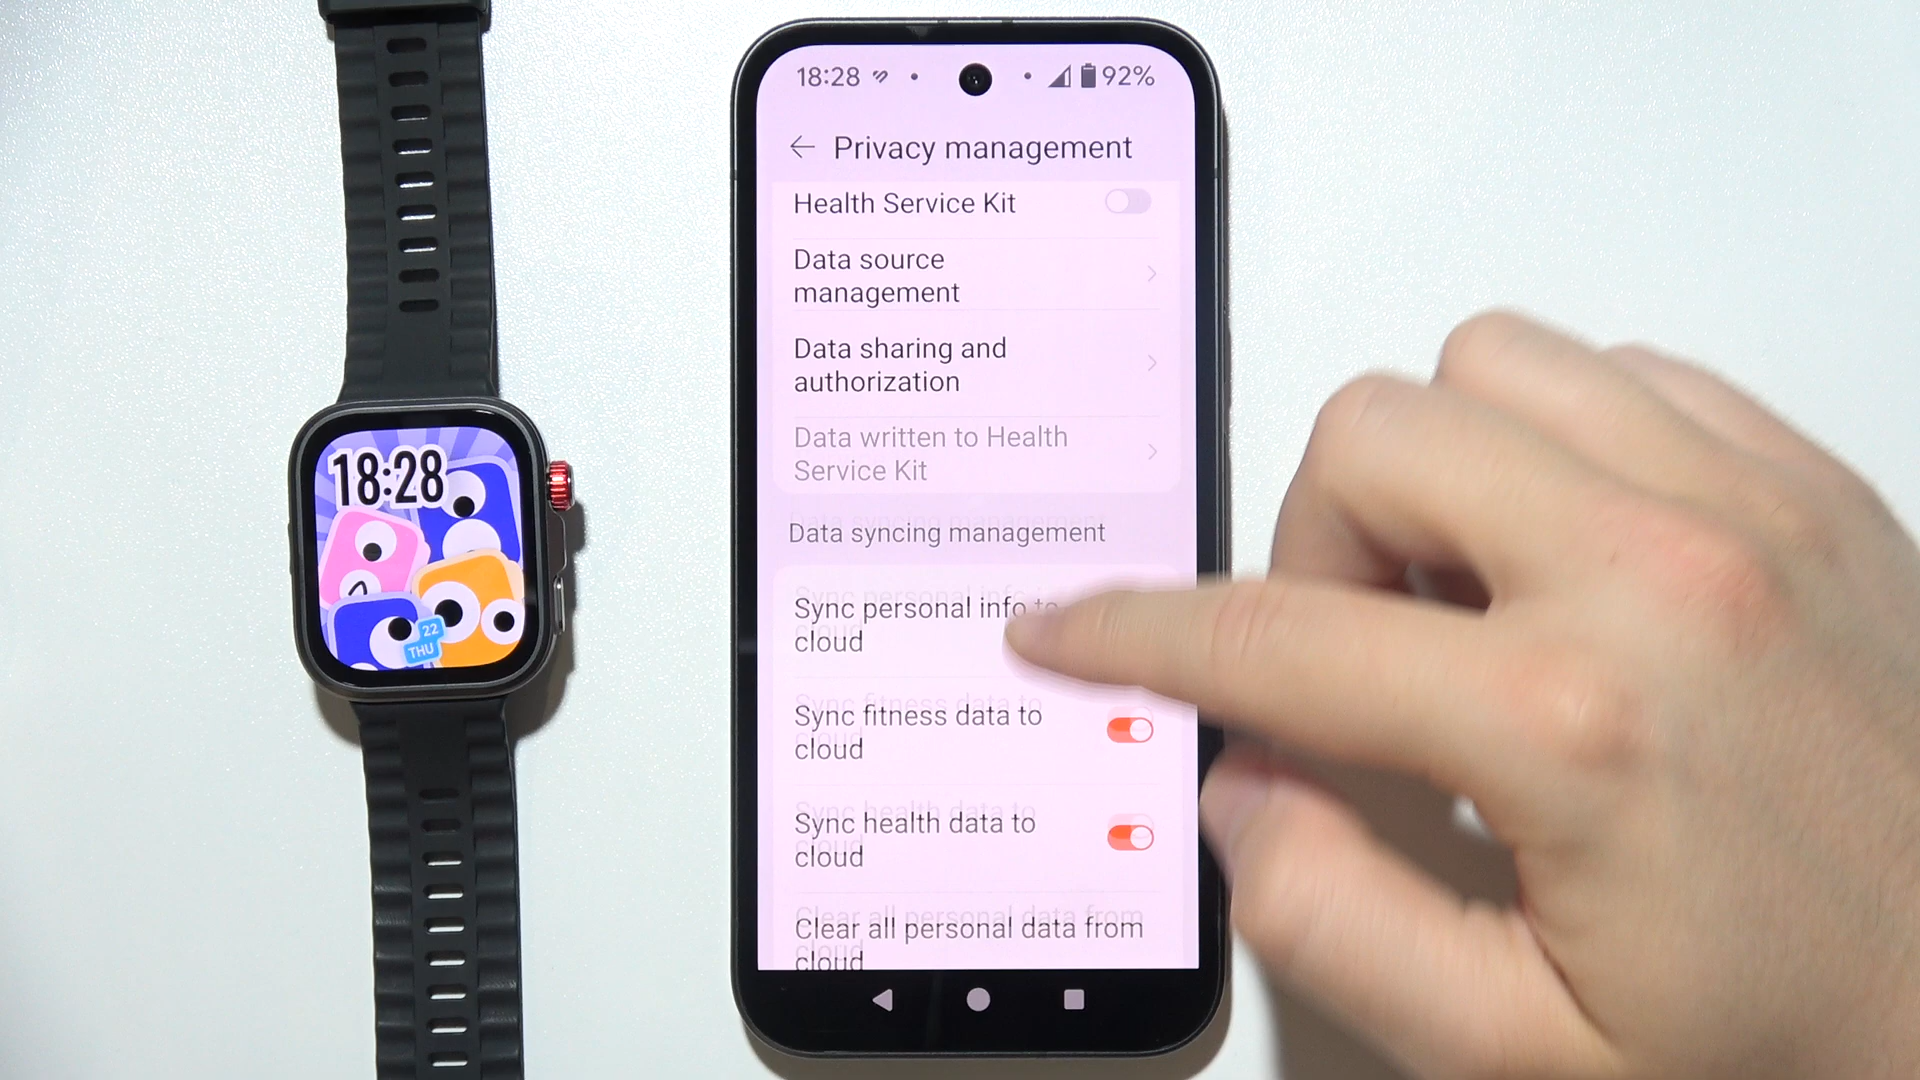 18:28
92%
Privacy management
Health Service Kit
Data source
management
Data sharing and
authorization
Data written to Health
Service Kit
Data syncing management
Sync personal info to
cloud
Sync fitness data to
cloud
Sync health data to
cloud
Clear all personal data from
cloud
18:28
22
THU